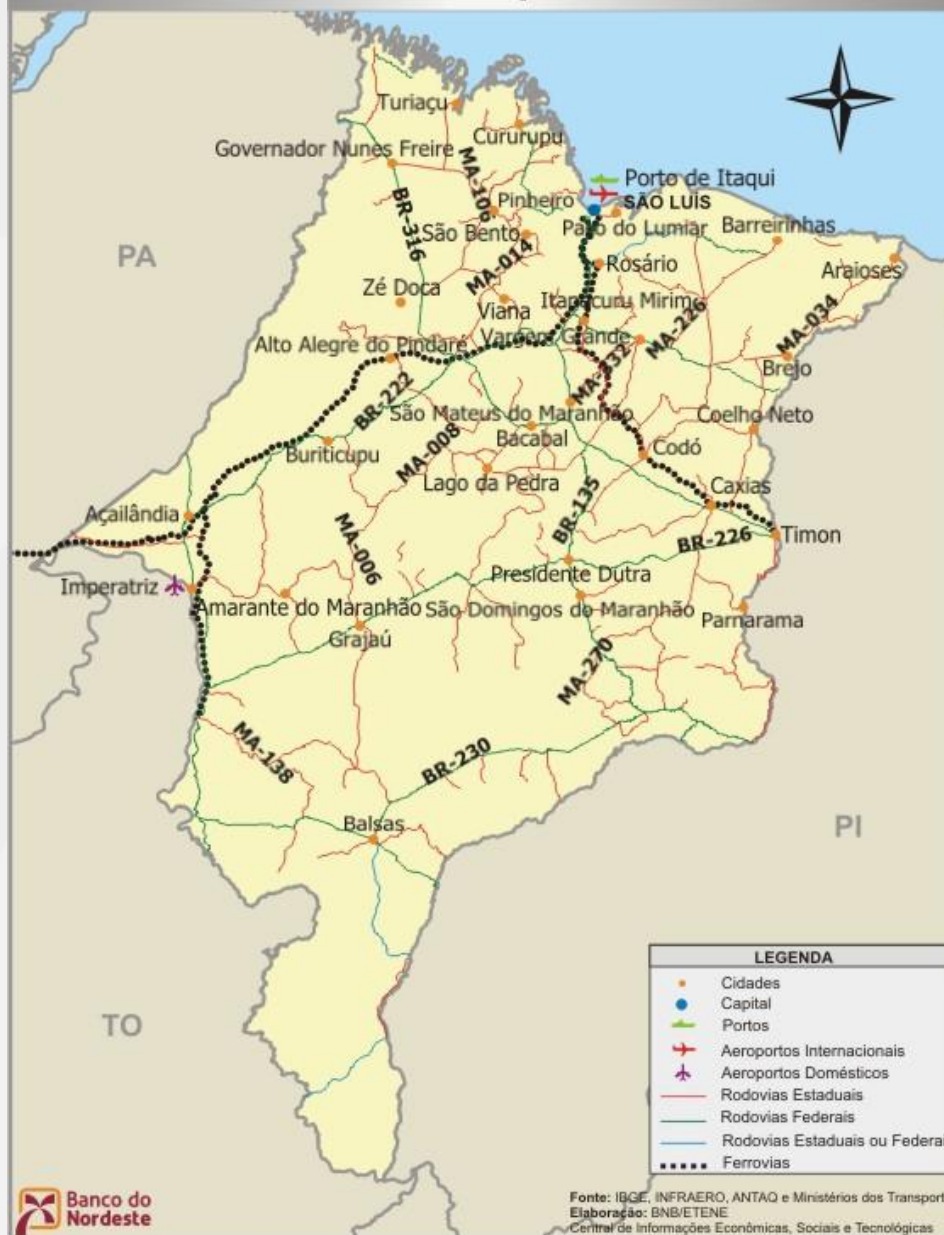 Turiaçu
Cururupu
Governador Nunes Freire
MA-106
Porto de Itaqui
Pinheiro
SÃO LUÍS
BR-316
São Bento
Paço do Lumiar
Barreirinhas
PA
MA-014
Rosário
Araioses
Zé Doca
Viana
Itapecuru Mirim
MA-226
MA-034
Vargem Grande
Alto Alegre do Pindaré
Brejo
BR-222
MA-332
São Mateus do Maranhão
Coelho Neto
MA-008
Bacabal
Buriticupu
Codó
Lago da Pedra
Caxias
BR-135
Açailândia
MA-006
BR-226
Timon
Imperatriz
Presidente Dutra
Amarante do Maranhão
São Domingos do Maranhão
Parnarama
Grajaú
MA-270
MA-138
BR-230
Balsas
PI
TO
LEGENDA
Cidades
Capital
Portos
Aeroportos Internacionais
Aeroportos Domésticos
Rodovias Estaduais
Rodovias Federais
Rodovias Estaduais ou Federai
Ferrovias
Banco do
Nordeste
Fonte: IBGE, INFRAERO, ANTAQ e Ministérios dos Transport
Elaboração: BNB/ETENE
Central de Informações Econômicas, Sociais e Tecnológicas